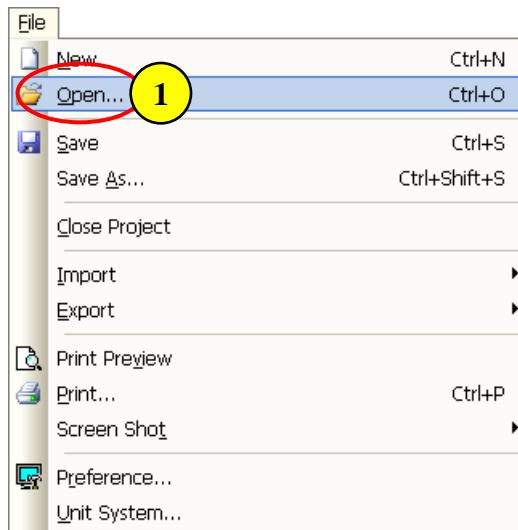 File
New Ctrl+N
Open... 1 Ctrl+O
Save Ctrl+S
Save As... Ctrl+Shift+S
Close Project
Import
Export
Print Preview
Print... Ctrl+P
Screen Shot
Preference...
Unit System...